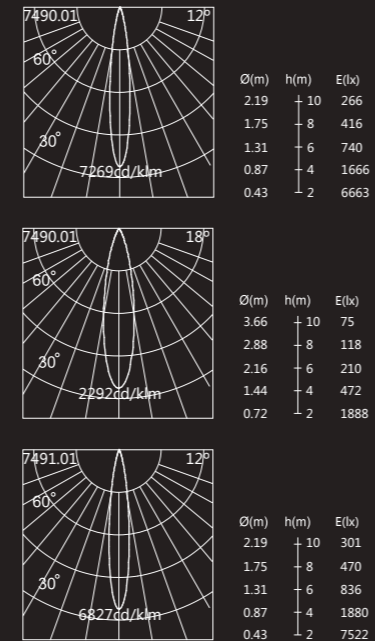 7490.01 12°
60°
30°
7269cd/klm
Ø(m) h(m) E(lx)
2.19 10 266
1.75 8 416
1.31 6 740
0.87 4 1666
0.43 2 6663
7490.01 18°
60°
30°
2292cd/klm
Ø(m) h(m) E(lx)
3.66 10 75
2.88 8 118
2.16 6 210
1.44 4 472
0.72 2 1888
7491.01 12°
60°
30°
6827cd/klm
Ø(m) h(m) E(lx)
2.19 10 301
1.75 8 470
1.31 6 836
0.87 4 1880
0.43 2 7522